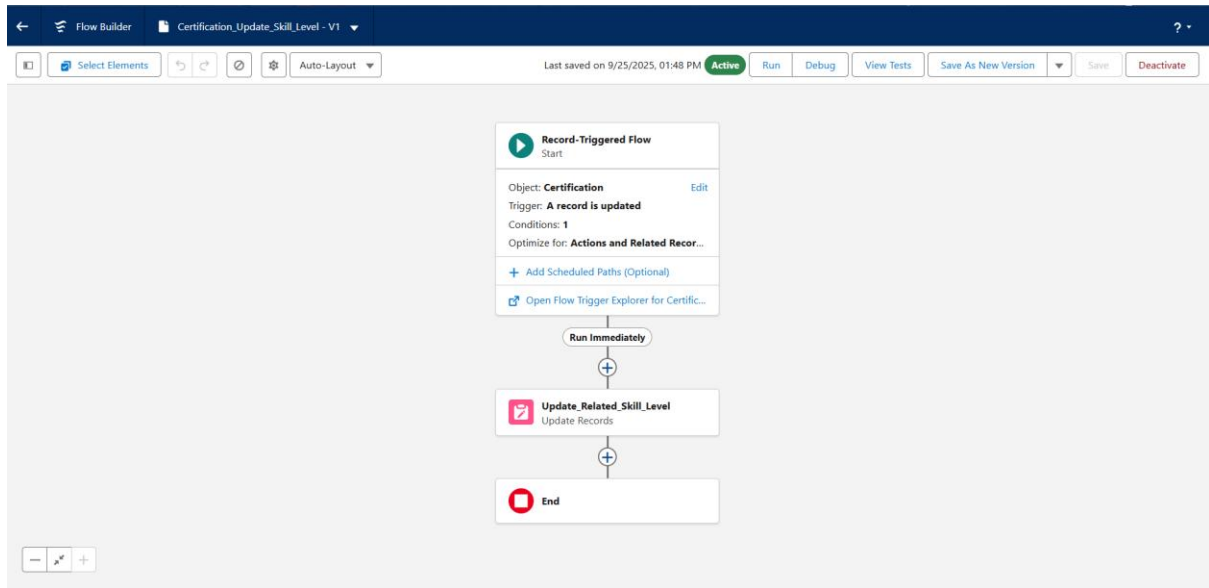 Flow Builder
Certification_Update_Skill_Level - V1
?
Select Elements
Auto-Layout
Last saved on 9/25/2025, 01:48 PM
Active
Run
Debug
View Tests
Save As New Version
Save
Deactivate
Record-Triggered Flow
Start
Object: Certification
Edit
Trigger: A record is updated
Conditions: 1
Optimize for: Actions and Related Recor...
+ Add Scheduled Paths (Optional)
Open Flow Trigger Explorer for Certific...
Run Immediately
Update_Related_Skill_Level
Update Records
End